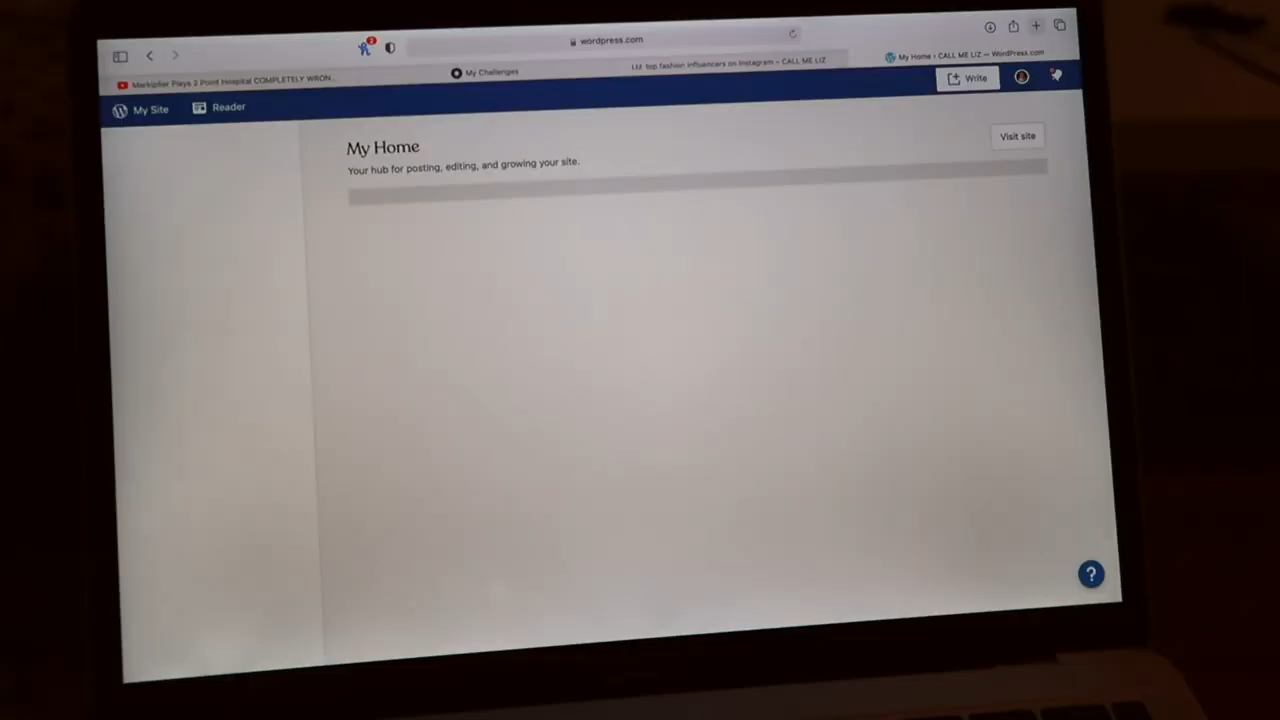 wordpress.com
Markiplier Plays 2 Point Hospital COMPLETELY WRON...
My Challenges
top fashion influencers on Instagram – CALL ME LIZ
My Home ‹ CALL ME LIZ — WordPress.com
My Site
Reader
Write
My Home
Visit site
Your hub for posting, editing, and growing your site.
?